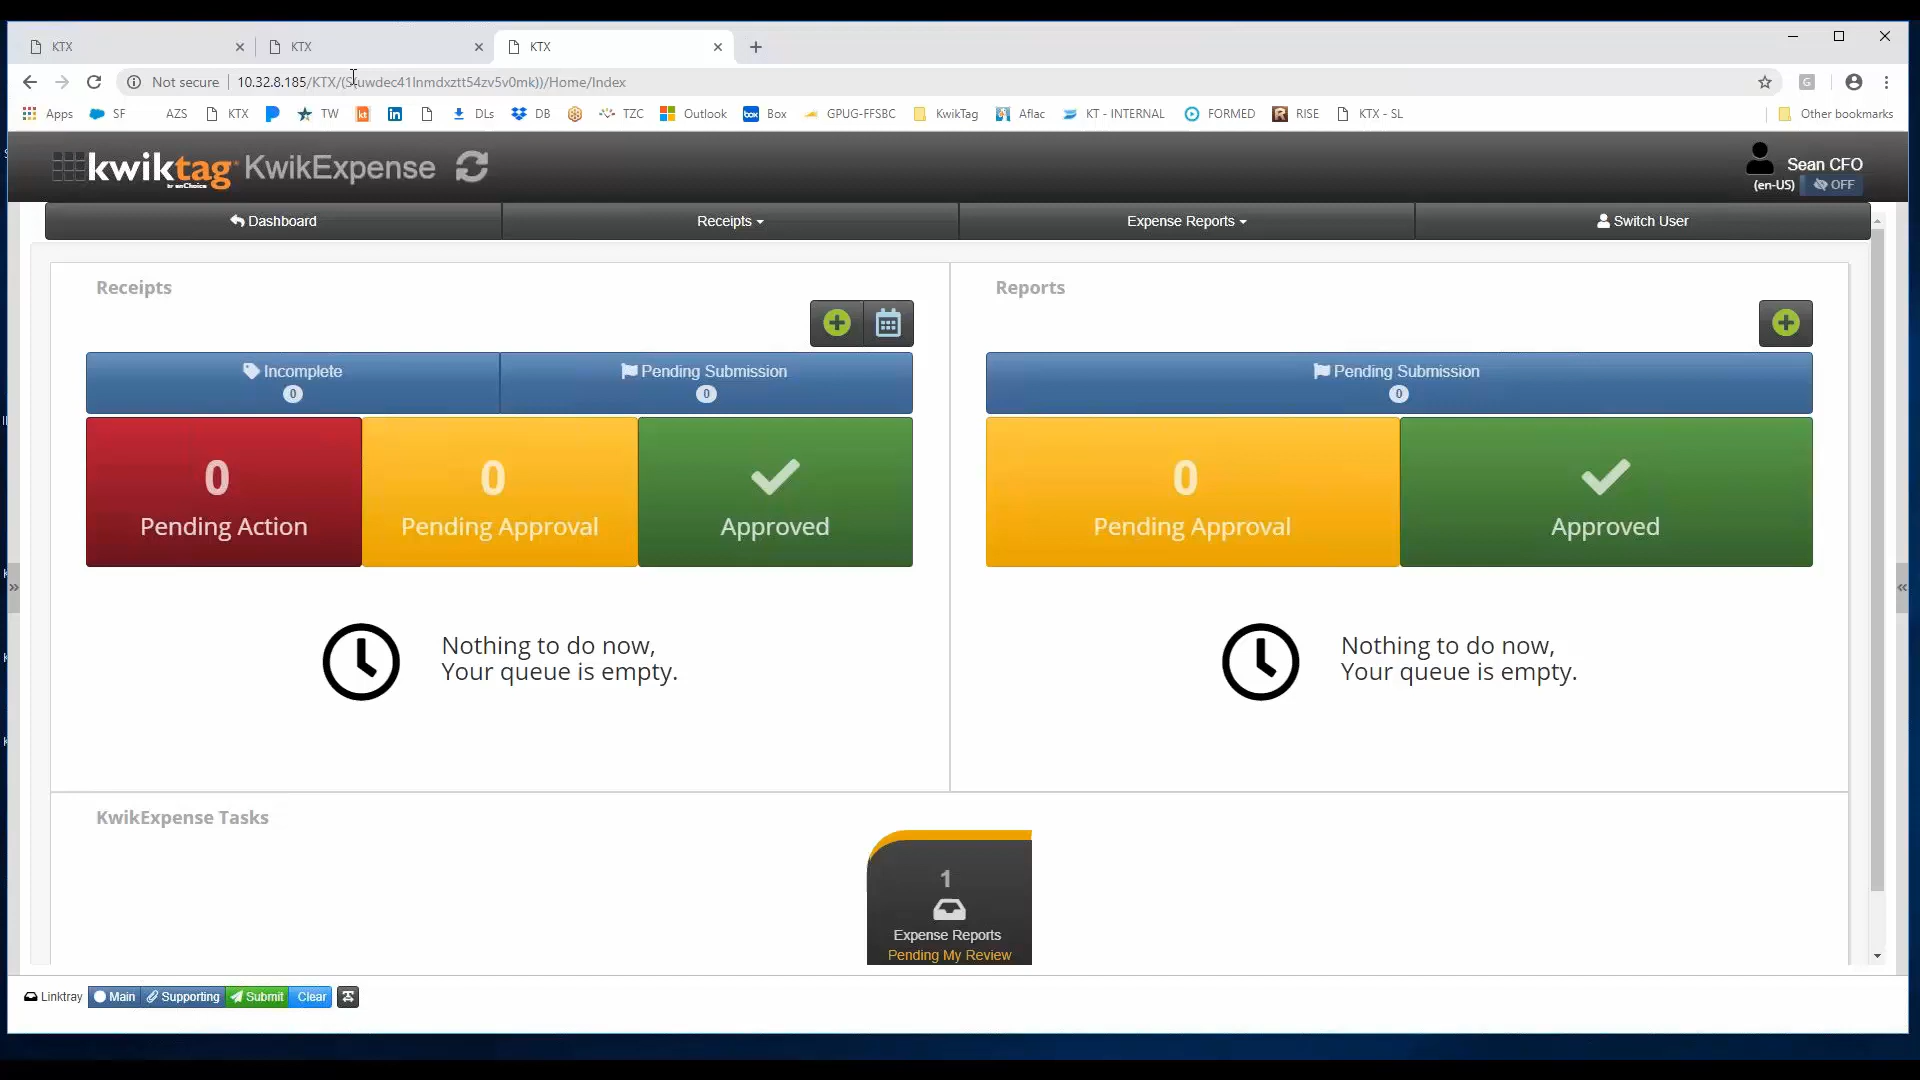 KTX
KTX
KTX
Not secure
10.32.8.185/KTX/(S(uwdec41lnmdxztt54zv5v0mk))/Home/Index
Apps
SF
AZS
KTX
TW
kt
in
DLs
DB
TZC
Outlook
box
Box
GPUG-FFSBC
KwikTag
Aflac
KT - INTERNAL
FORMED
RISE
KTX - SL
Other bookmarks
kwiktag KwikExpense
by enChoice
Sean CFO
(en-US) OFF
Dashboard
Receipts
Expense Reports
Switch User
Receipts
Incomplete
0
Pending Submission
0
0
Pending Action
0
Pending Approval
Approved
Nothing to do now,
Your queue is empty.
Reports
Pending Submission
0
0
Pending Approval
Approved
Nothing to do now,
Your queue is empty.
KwikExpense Tasks
1
Expense Reports
Pending My Review
Linktray Main Supporting Submit Clear